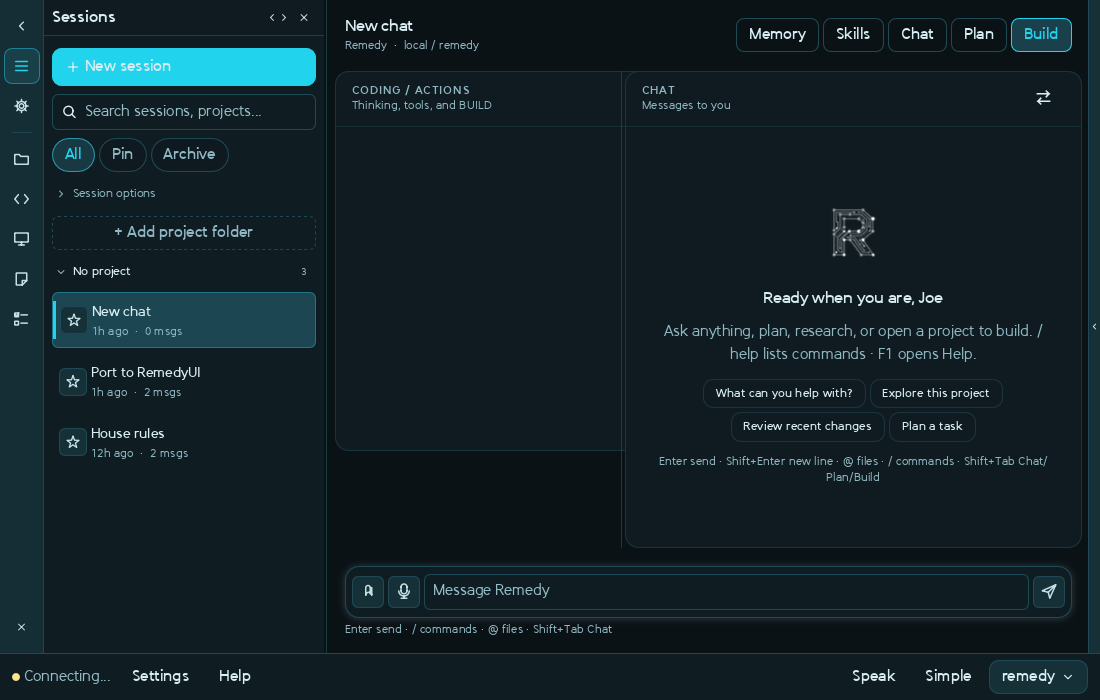 Sessions
+ New session
Search sessions, projects...
All
Pin
Archive
Session options
+ Add project folder
No project
3
New chat
1h ago · 0 msgs
Port to RemedyUI
1h ago · 2 msgs
House rules
12h ago · 2 msgs
New chat
Remedy · local / remedy
Memory
Skills
Chat
Plan
Build
CODING / ACTIONS
Thinking, tools, and BUILD
CHAT
Messages to you
R
Ready when you are, Joe
Ask anything, plan, research, or open a project to build. /
help lists commands · F1 opens Help.
What can you help with?
Explore this project
Review recent changes
Plan a task
Enter send · Shift+Enter new line · @ files · / commands · Shift+Tab Chat/
Plan/Build
Message Remedy
Enter send · / commands · @ files · Shift+Tab Chat
Connecting...
Settings
Help
Speak
Simple
remedy